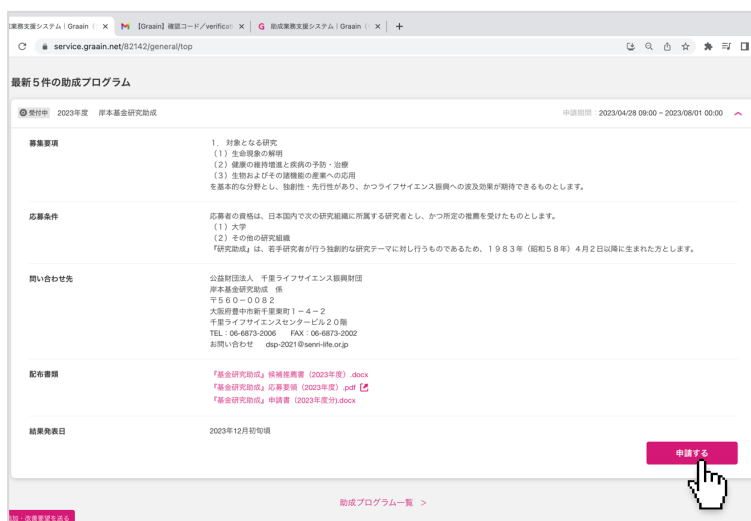 業務支援システム | Graain (
【Graain】確認コード／verificati
助成業務支援システム | Graain (
service.graain.net/82142/general/top
最新５件の助成プログラム
受付中 2023年度 岸本基金研究助成
申請期間：2023/04/28 09:00 ~ 2023/08/01 00:00
募集要項
１．対象となる研究
（１）生命現象の解明
（２）健康の維持増進と疾病の予防・治療
（３）生物およびその諸機能の産業への応用
を基本的な分野とし、独創性・先行性があり、かつライフサイエンス振興への波及効果が期待できるものとします。
応募条件
応募者の資格は、日本国内で次の研究組織に所属する研究者とし、かつ所定の推薦を受けたものとします。
（１）大学
（２）その他の研究組織
『研究助成』は、若手研究者が行う独創的な研究テーマに対し行うものであるため、１９８３年（昭和５８年）４月２日以降に生まれた方とします。
問い合わせ先
公益財団法人 千里ライフサイエンス振興財団
岸本基金研究助成 係
〒５６０－００８２
大阪府豊中市新千里東町１－４－２
千里ライフサイエンスセンタービル２０階
TEL：06-6873-2006 FAX：06-6873-2002
お問い合わせ dsp-2021@senri-life.or.jp
配布書類
『基金研究助成』候補推薦書（2023年度）.docx
『基金研究助成』応募要領（2023年度）.pdf
『基金研究助成』申請書（2023年度分).docx
結果発表日
2023年12月初旬頃
申請する
助成プログラム一覧 >
加・改善要望を送る